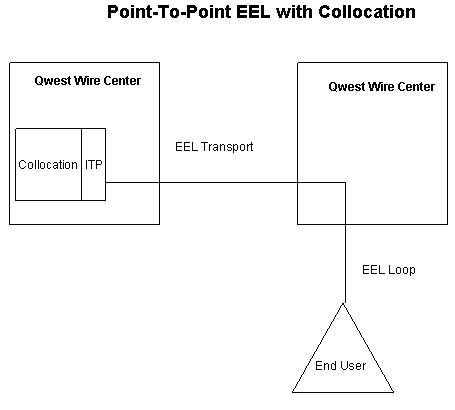 Point-To-Point EEL with Collocation
Qwest Wire Center
Qwest Wire Center
EEL Transport
Collocation
ITP
EEL Loop
End User